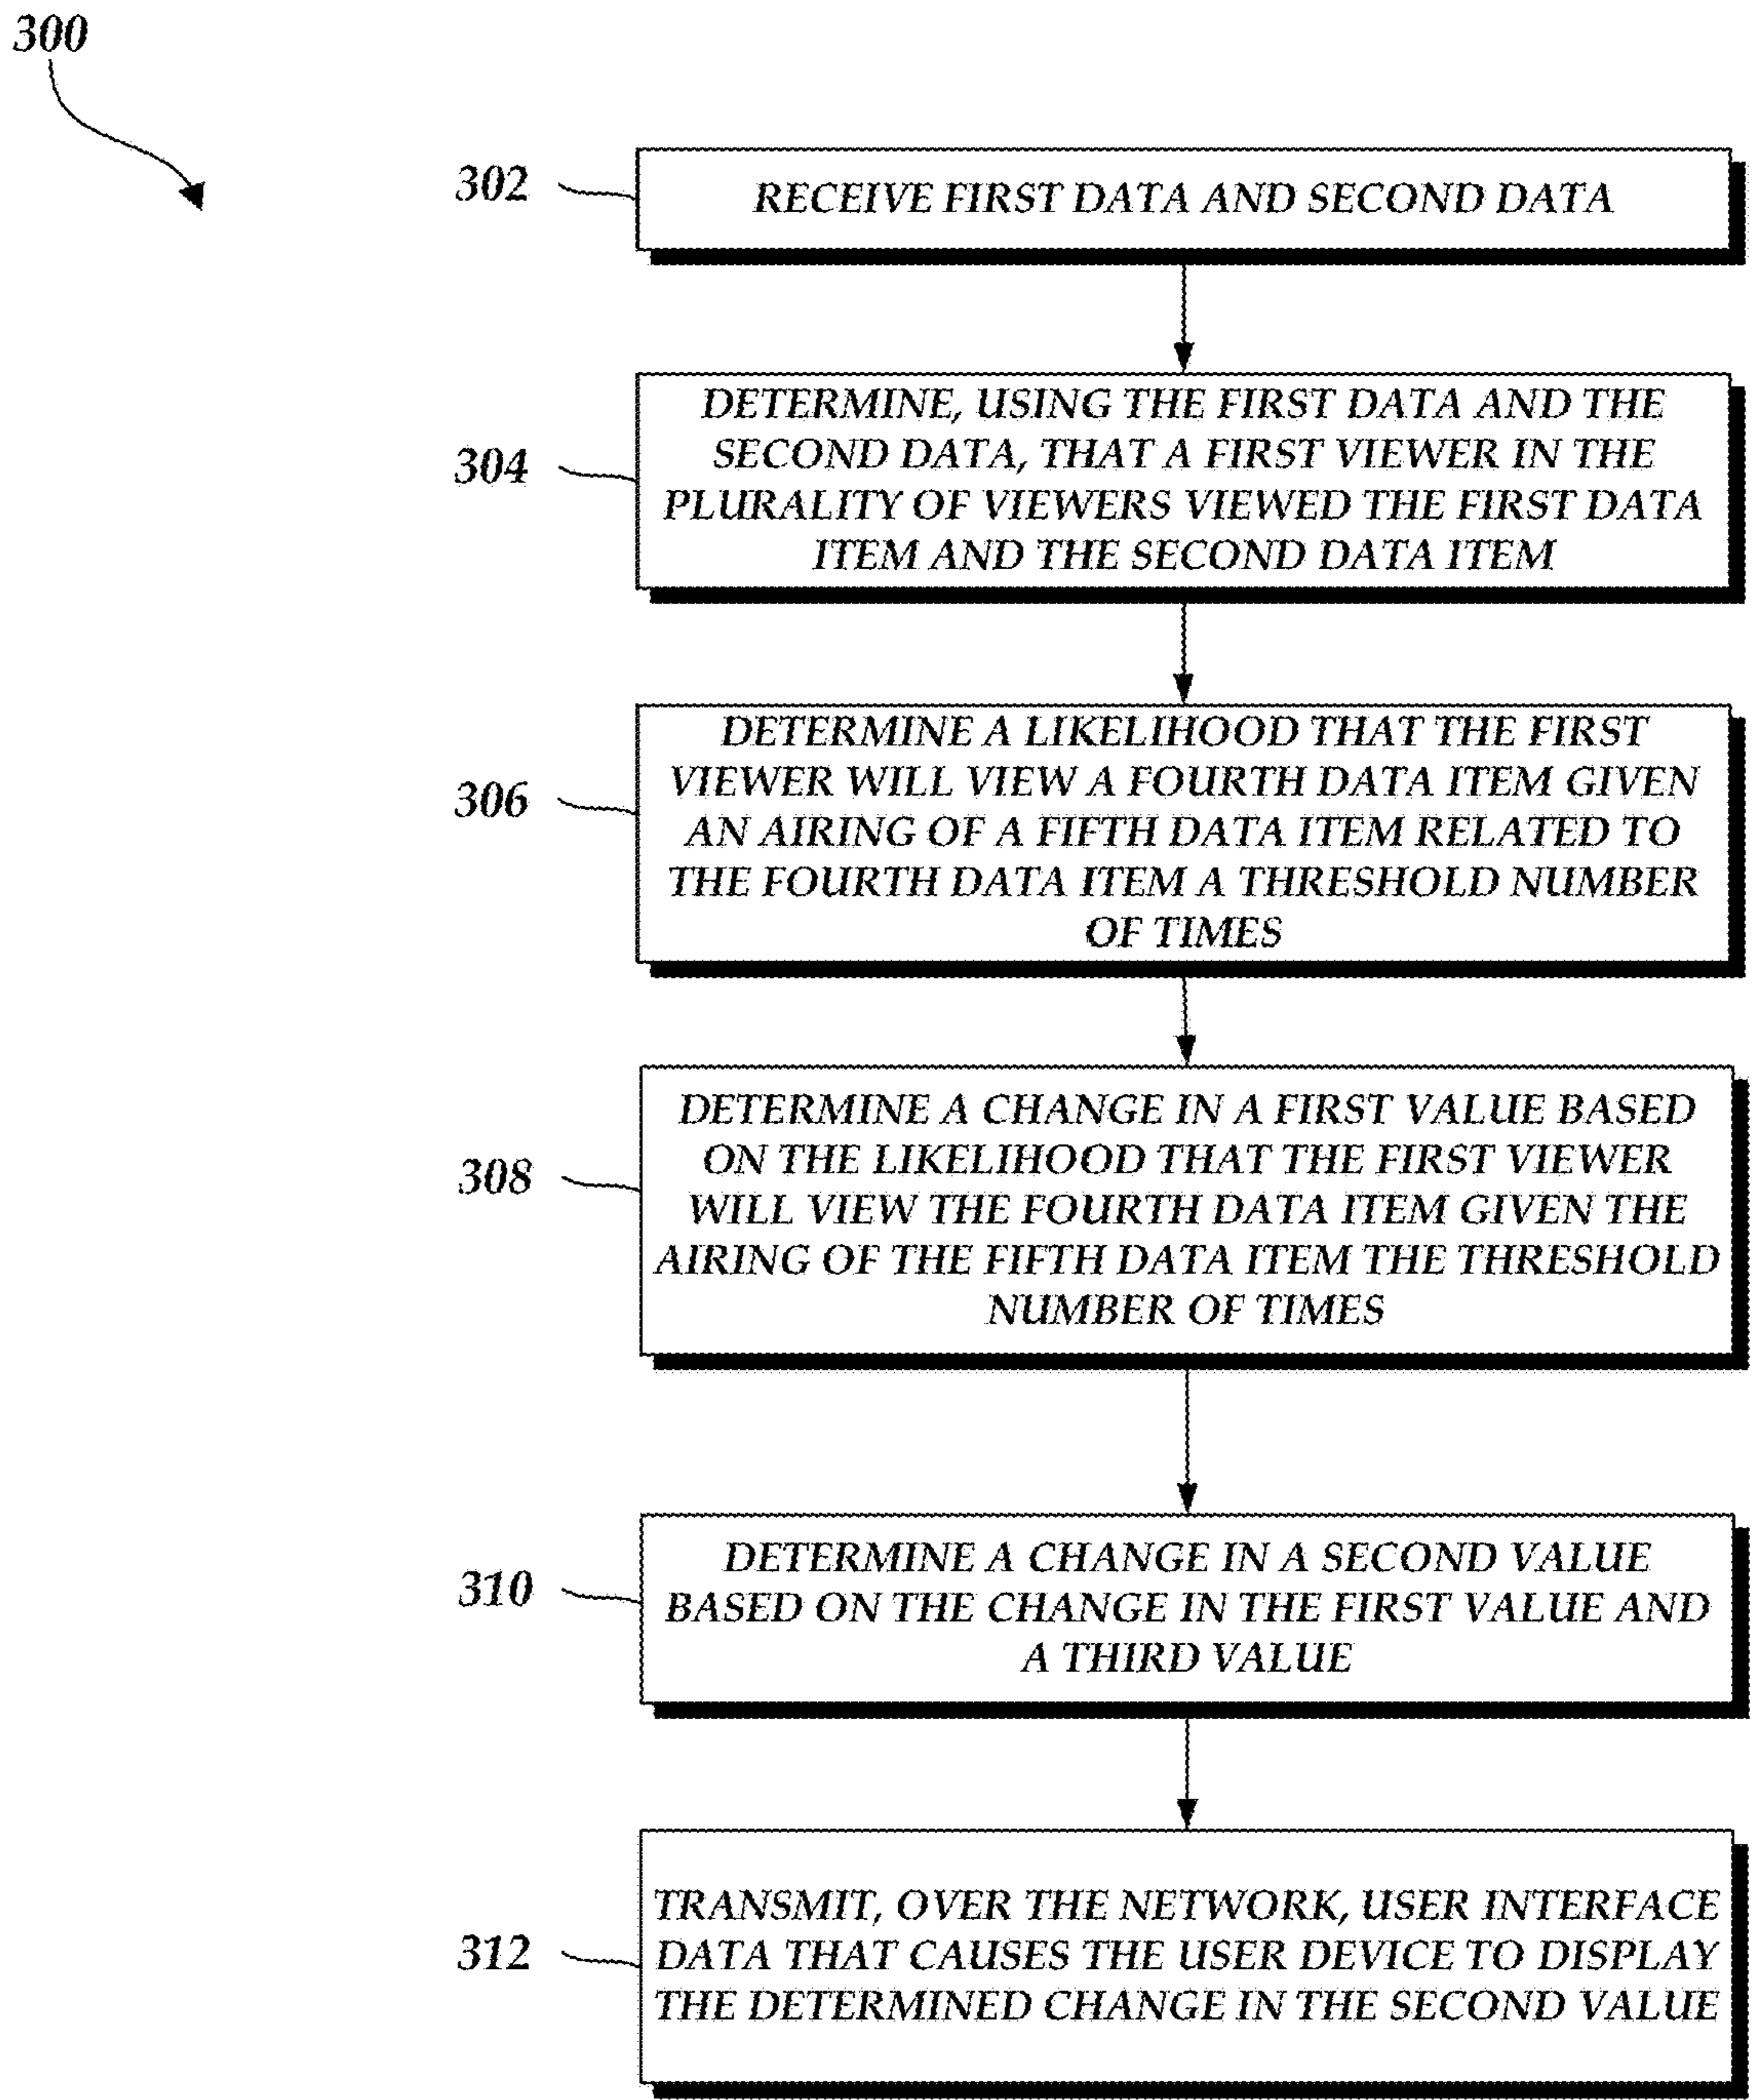 300
302
RECEIVE FIRST DATA AND SECOND DATA
304
DETERMINE, USING THE FIRST DATA AND THE
SECOND DATA, THAT A FIRST VIEWER IN THE
PLURALITY OF VIEWERS VIEWED THE FIRST DATA
ITEM AND THE SECOND DATA ITEM
306
DETERMINE A LIKELIHOOD THAT THE FIRST
VIEWER WILL VIEW A FOURTH DATA ITEM GIVEN
AN AIRING OF A FIFTH DATA ITEM RELATED TO
THE FOURTH DATA ITEM A THRESHOLD NUMBER
OF TIMES
308
DETERMINE A CHANGE IN A FIRST VALUE BASED
ON THE LIKELIHOOD THAT THE FIRST VIEWER
WILL VIEW THE FOURTH DATA ITEM GIVEN THE
AIRING OF THE FIFTH DATA ITEM THE THRESHOLD
NUMBER OF TIMES
310
DETERMINE A CHANGE IN A SECOND VALUE
BASED ON THE CHANGE IN THE FIRST VALUE AND
A THIRD VALUE
312
TRANSMIT, OVER THE NETWORK, USER INTERFACE
DATA THAT CAUSES THE USER DEVICE TO DISPLAY
THE DETERMINED CHANGE IN THE SECOND VALUE